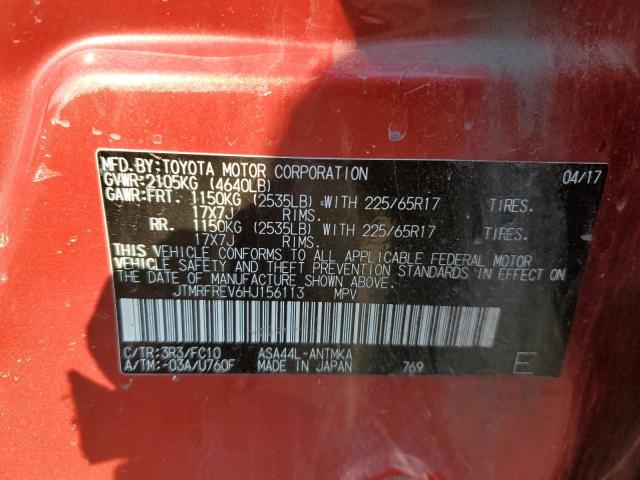 MFD. BY: TOYOTA MOTOR CORPORATION 04/17
GVWR: 2105KG (4640LB)
GAWR: FRT. 1150KG (2535LB) WITH 225/65R17 TIRES,
17X7J RIMS.
RR. 1150KG (2535LB) WITH 225/65R17 TIRES,
17X7J RIMS.
THIS VEHICLE CONFORMS TO ALL APPLICABLE FEDERAL MOTOR
VEHICLE SAFETY AND THEFT PREVENTION STANDARDS IN EFFECT ON
THE DATE OF MANUFACTURE SHOWN ABOVE.
JTMRFREV6HJ156113 MPV
C/TR: 3R3/FC10 ASA44L-ANTMKA
A/TM: -03A/U760F MADE IN JAPAN 769 E